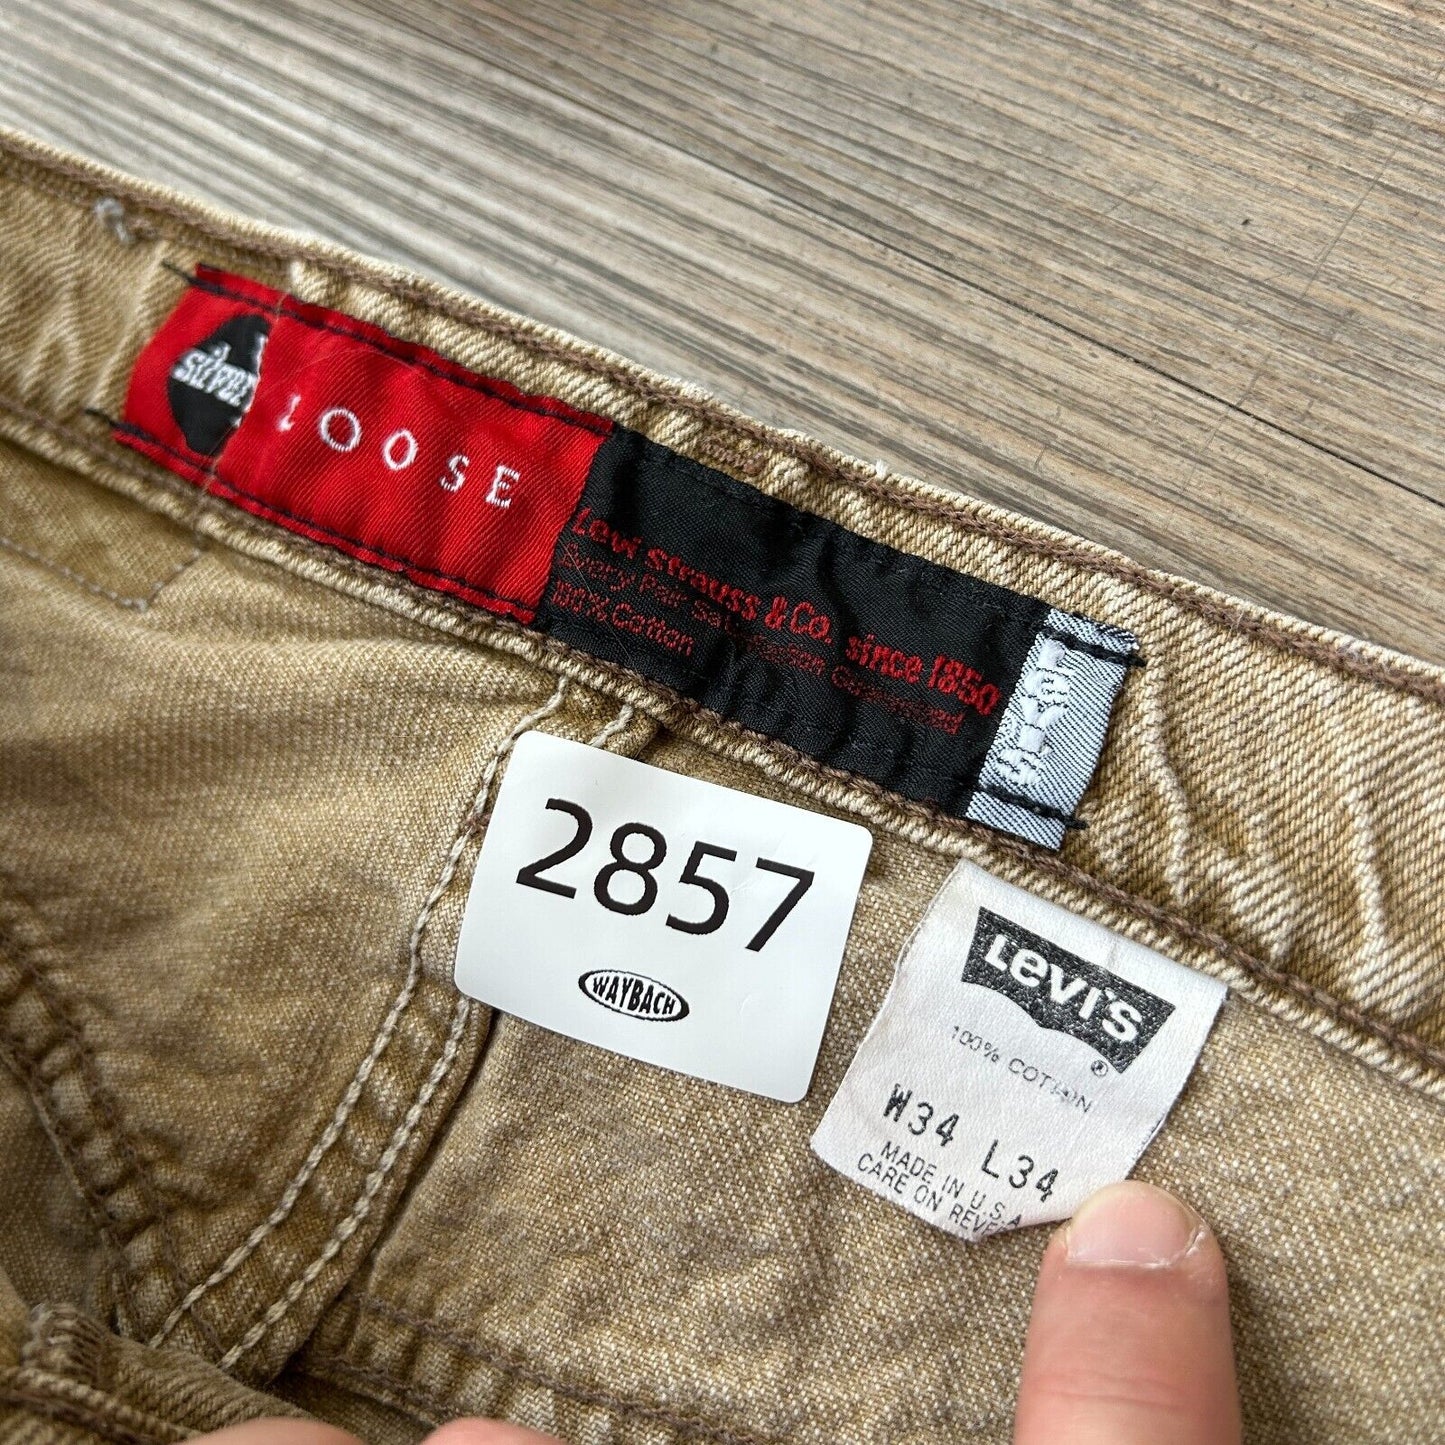 Silver
LOOSE
Levi Strauss & Co. since 1850
Every Pair Satisfaction Guaranteed
100% Cotton
2857
WAYBACH
Levi's
®
100% COTTON
W34 L34
MADE IN U.S.A
CARE ON